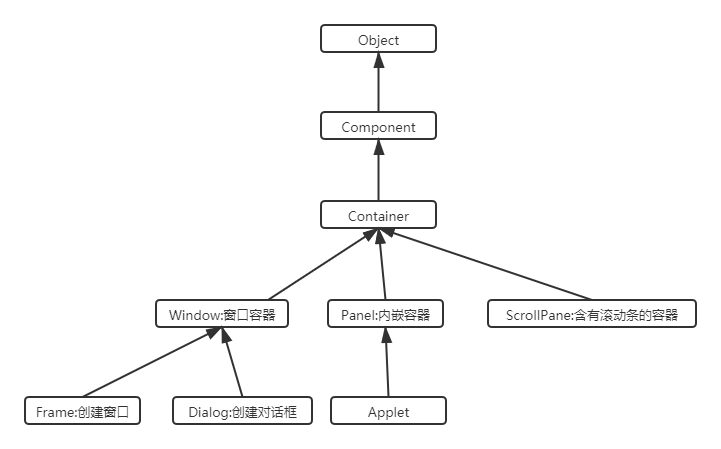 Object
Component
Container
Window:窗口容器
Panel:内嵌容器
ScrollPane:含有滚动条的容器
Frame:创建窗口
Dialog:创建对话框
Applet